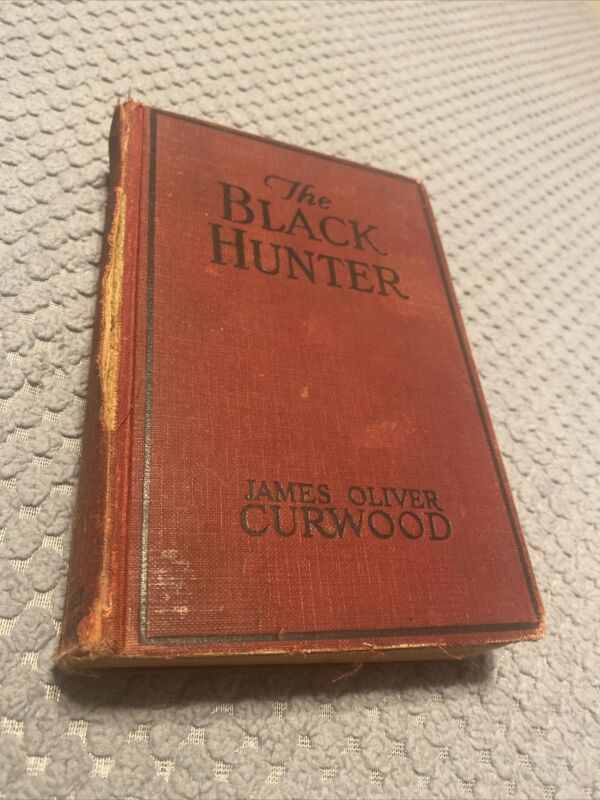 The
BLACK
HUNTER
JAMES OLIVER
CURWOOD